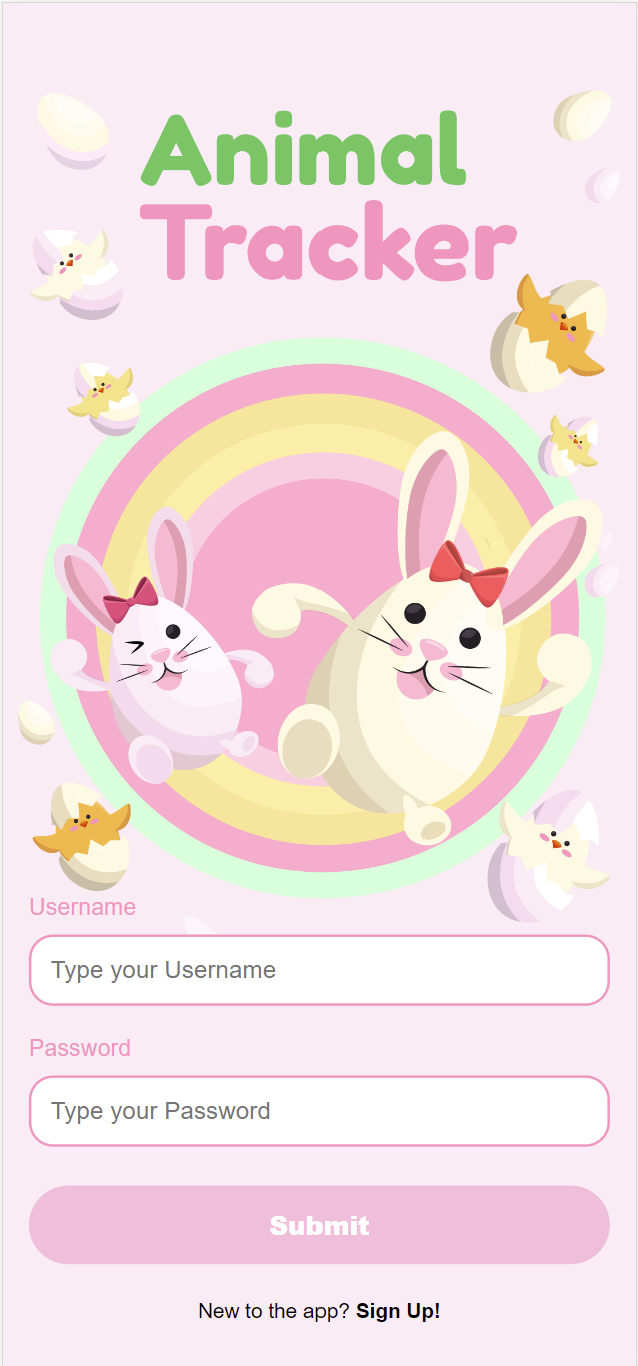 Animal
Tracker
Username
Type your Username
Password
Type your Password
Submit
New to the app? Sign Up!